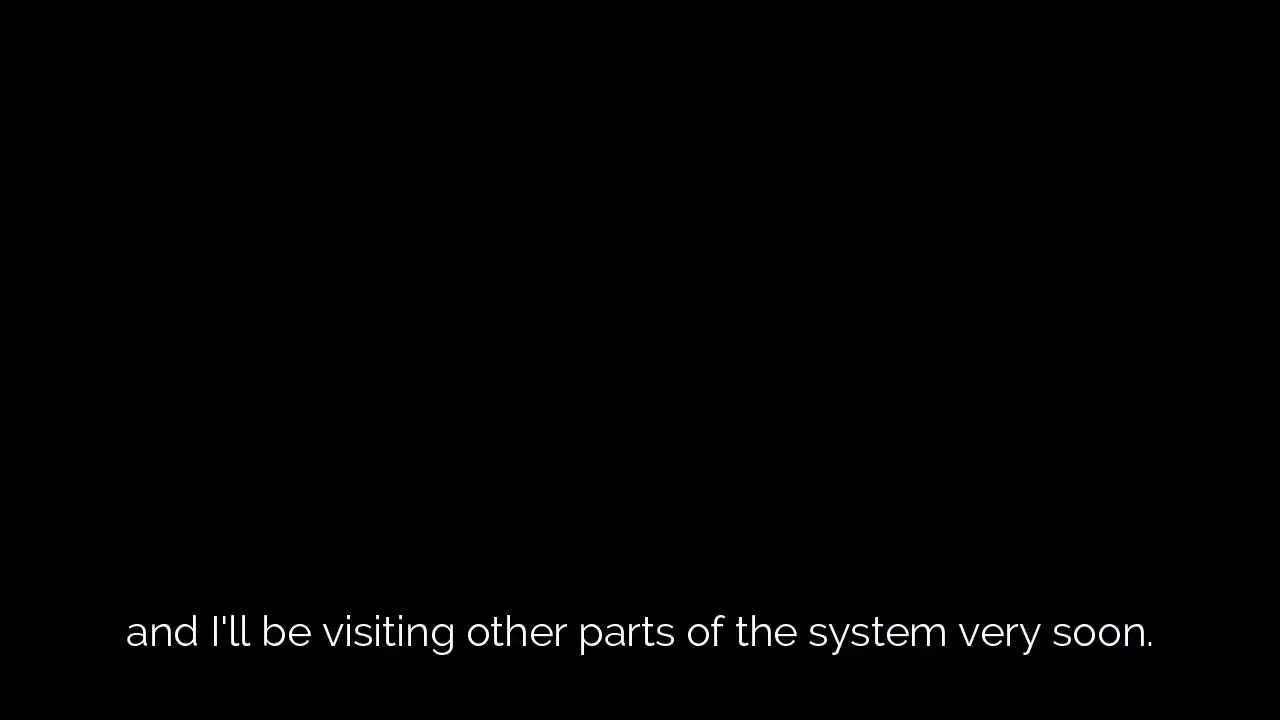 and I'll be visiting other parts of the system very soon.